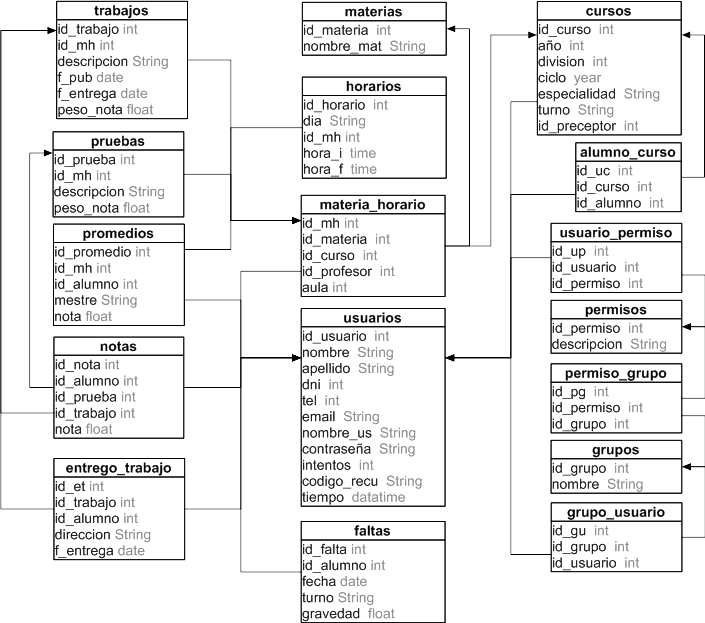 trabajos
id_trabajo int
id_mh int
descripcion String
f_pub date
f_entrega date
peso_nota float
pruebas
id_prueba int
id_mh int
descripcion String
peso_nota float
promedios
id_promedio int
id_mh int
id_alumno int
mestre String
nota float
notas
id_nota int
id_alumno int
id_prueba int
id_trabajo int
nota float
entrego_trabajo
id_et int
id_trabajo int
id_alumno int
direccion String
f_entrega date
materias
id_materia int
nombre_mat String
horarios
id_horario int
dia String
id_mh int
hora_i time
hora_f time
materia_horario
id_mh int
id_materia int
id_curso int
id_profesor int
aula int
usuarios
id_usuario int
nombre String
apellido String
dni int
tel int
email String
nombre_us String
contraseña String
intentos int
codigo_recu String
tiempo datatime
faltas
id_falta int
id_alumno int
fecha date
turno String
gravedad float
cursos
id_curso int
año int
division int
ciclo year
especialidad String
turno String
id_preceptor int
alumno_curso
id_uc int
id_curso int
id_alumno int
usuario_permiso
id_up int
id_usuario int
id_permiso int
permisos
id_permiso int
descripcion String
permiso_grupo
id_pg int
id_permiso int
id_grupo int
grupos
id_grupo int
nombre String
grupo_usuario
id_gu int
id_grupo int
id_usuario int